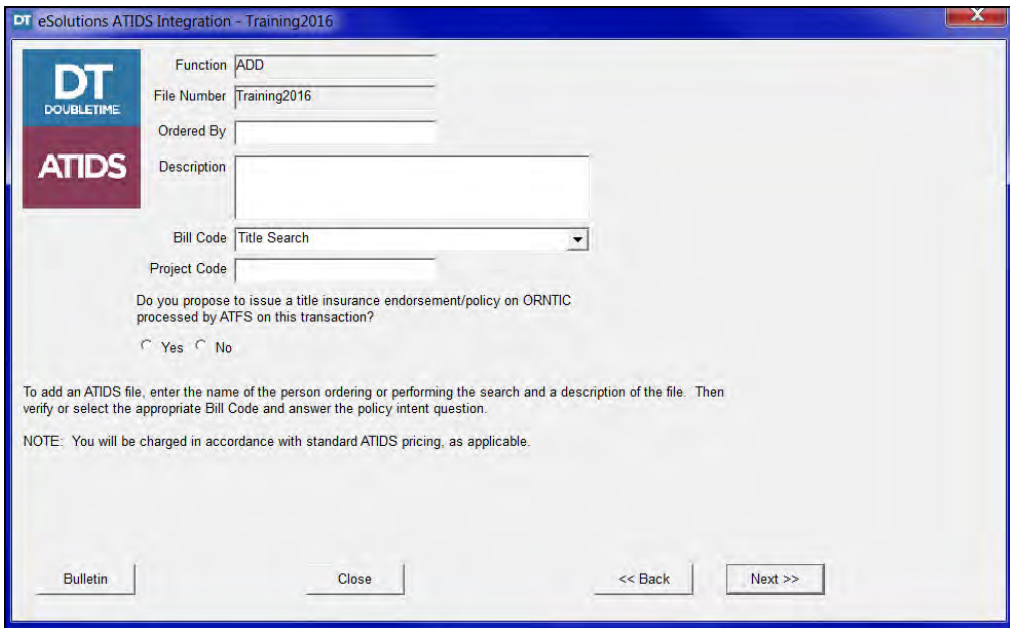 DT eSolutions ATIDS Integration - Training2016
X
DT
DOUBLETIME
ATIDS
Function ADD
File Number Training2016
Ordered By
Description
Bill Code Title Search
Project Code
Do you propose to issue a title insurance endorsement/policy on ORNTIC
processed by ATFS on this transaction?
Yes No
To add an ATIDS file, enter the name of the person ordering or performing the search and a description of the file. Then
verify or select the appropriate Bill Code and answer the policy intent question.
NOTE: You will be charged in accordance with standard ATIDS pricing, as applicable.
Bulletin Close << Back Next >>